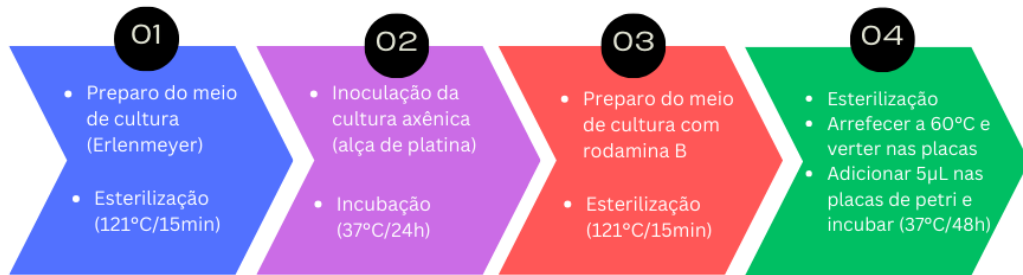 01
• Preparo do meio
de cultura
(Erlenmeyer)
• Esterilização
(121°C/15min)
02
• Inoculação da
cultura axênica
(alça de platina)
• Incubação
(37°C/24h)
03
• Preparo do meio
de cultura com
rodamina B
• Esterilização
(121°C/15min)
04
• Esterilização
• Arrefecer a 60°C e
verter nas placas
• Adicionar 5µL nas
placas de petri e
incubar (37°C/48h)